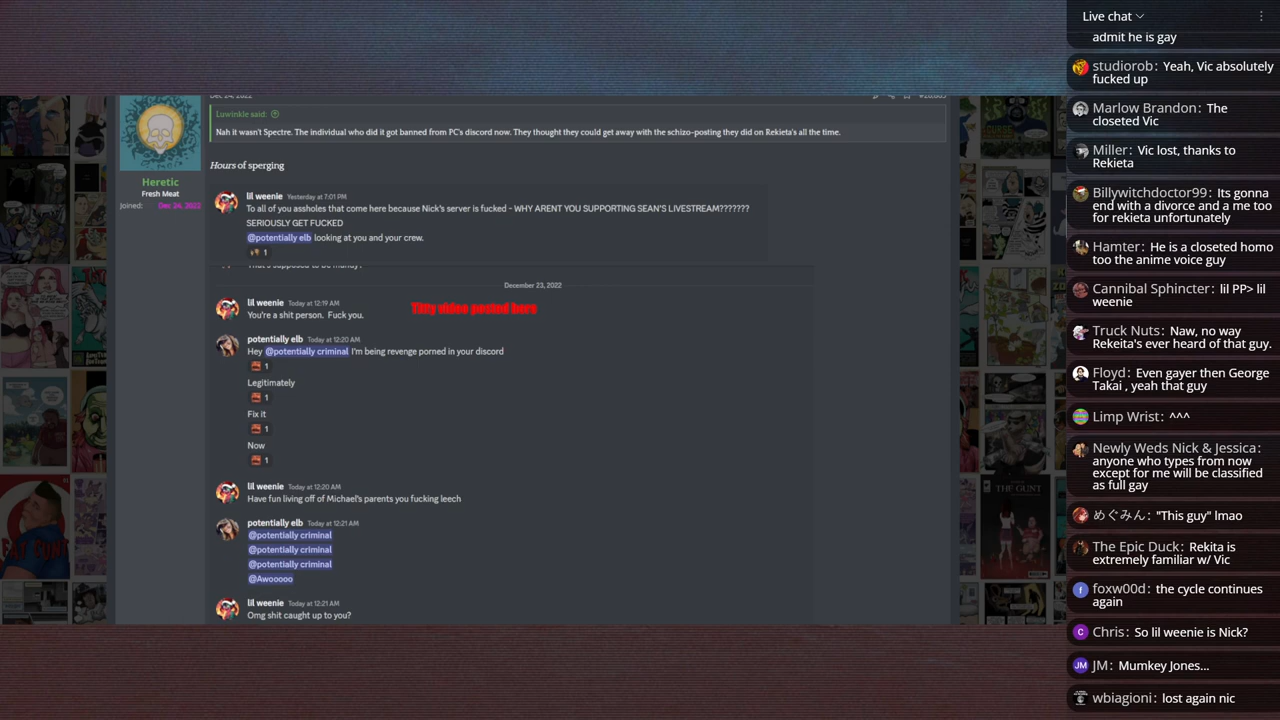 Dec 24, 2022
Luwinkle said:
Nah it wasn't Spectre. The individual who did it got banned from PC's discord now. They thought they could get away with the schizo-posting they did on Rekieta's all the time.
Heretic
Fresh Meat
Joined: Dec 24, 2022
Hours of sperging
lil weenie Yesterday at 7:01 PM
To all of you assholes that come here because Nick's server is fucked - WHY ARENT YOU SUPPORTING SEAN'S LIVESTREAM???????
SERIOUSLY GET FUCKED
@potentially elb looking at you and your crew.
1
That's supposed to be mandy?
December 23, 2022
lil weenie Today at 12:19 AM
You're a shit person. Fuck you.
Titty video posted here
potentially elb Today at 12:20 AM
Hey @potentially criminal I'm being revenge porned in your discord
1
Legitimately
1
Fix it
1
Now
1
lil weenie Today at 12:20 AM
Have fun living off of Michael's parents you fucking leech
potentially elb Today at 12:21 AM
@potentially criminal
@potentially criminal
@potentially criminal
@Awooooo
lil weenie Today at 12:21 AM
Omg shit caught up to you?
FAT CUNT
THE GUNT
Live chat
admit he is gay
studiorob: Yeah, Vic absolutely
fucked up
Marlow Brandon: The
closeted Vic
Miller: Vic lost, thanks to
Rekieta
Billywitchdoctor99: Its gonna
end with a divorce and a me too
for rekieta unfortunately
Hamter: He is a closeted homo
too the anime voice guy
Cannibal Sphincter: lil PP> lil
weenie
Truck Nuts: Naw, no way
Rekeita's ever heard of that guy.
Floyd: Even gayer then George
Takai , yeah that guy
Limp Wrist: ^^^
Newly Weds Nick & Jessica:
anyone who types from now
except for me will be classified
as full gay
めぐみん: "This guy" lmao
The Epic Duck: Rekita is
extremely familiar w/ Vic
foxw00d: the cycle continues
again
Chris: So lil weenie is Nick?
JM: Mumkey Jones...
wbiagioni: lost again nic